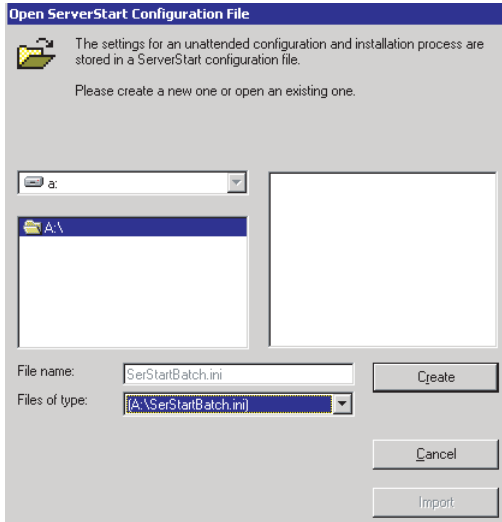 Open ServerStart Configuration File
The settings for an unattended configuration and installation process are
stored in a ServerStart configuration file.
Please create a new one or open an existing one.
a:
A:\
File name:
SerStartBatch.ini
Create
Files of type:
(A:\SerStartBatch.ini)
Cancel
Import